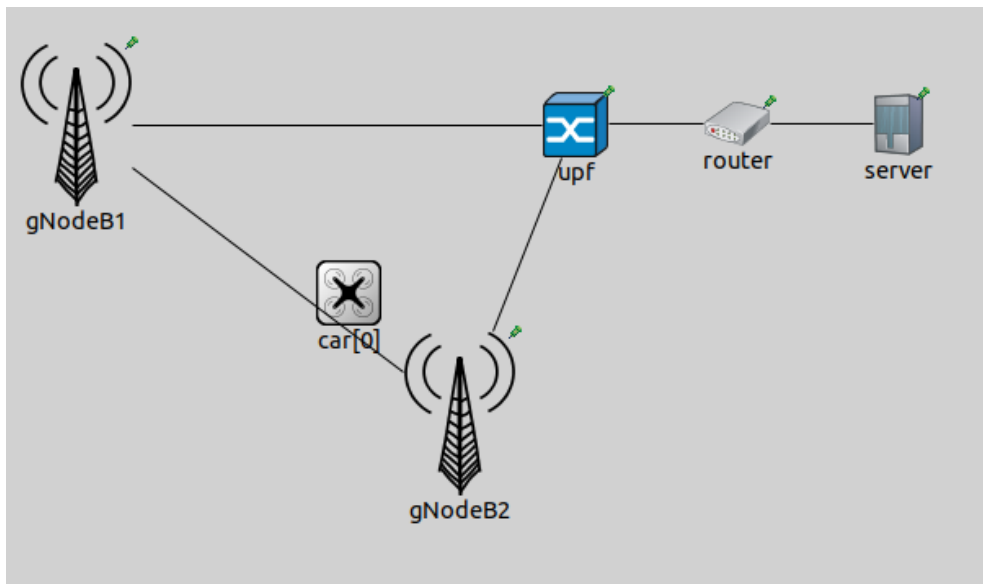 gNodeB1
upf
router
server
car[0]
gNodeB2